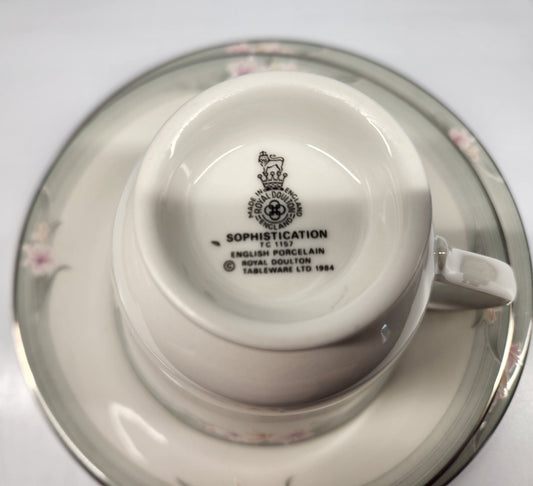 MADE IN ENGLAND
ROYAL DOULTON
ENGLAND
SOPHISTICATION
TC 1157
ENGLISH PORCELAIN
© ROYAL DOULTON
TABLEWARE LTD 1984